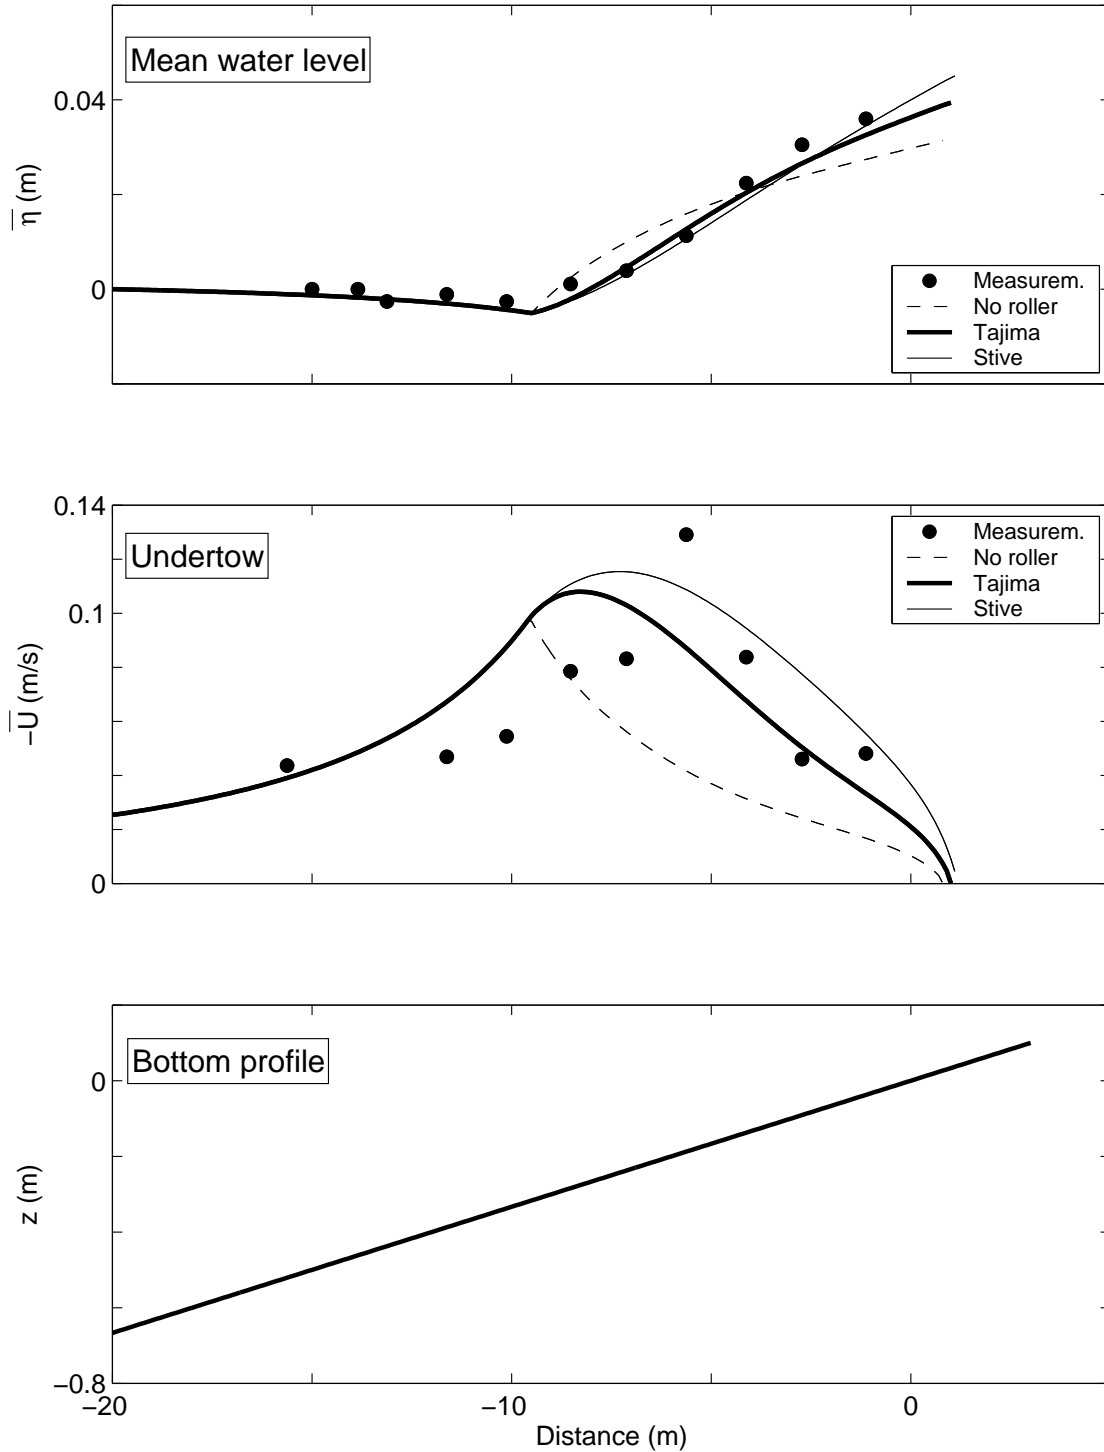 Mean water level
0.04
0
η (m)
Measurem.
No roller
Tajima
Stive
0.14
Undertow
0.1
0
−U (m/s)
Measurem.
No roller
Tajima
Stive
Bottom profile
0
−0.8
z (m)
−20
−10
0
Distance (m)